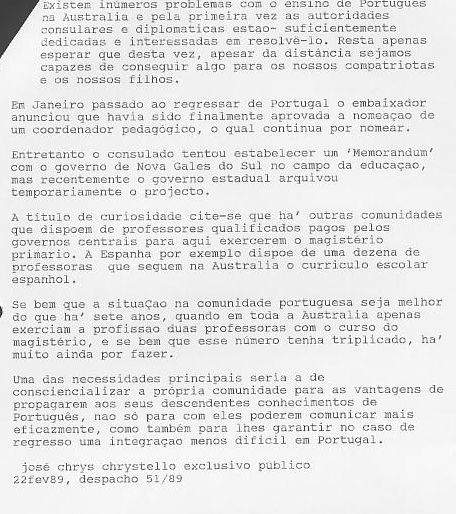 Existem inúmeros problemas com o ensino de Português
na Australia e pela primeira vez as autoridades
consulares e diplomaticas estao- suficientemente
dedicadas e interessadas em resolvê-lo. Resta apenas
esperar que desta vez, apesar da distância sejamos
capazes de conseguir algo para os nossos compatriotas
e os nossos filhos.
Em Janeiro passado ao regressar de Portugal o embaixador
anunciou que havia sido finalmente aprovada a nomeaçao de
um coordenador pedagógico, o qual continua por nomear.
Entretanto o consulado tentou estabelecer um 'Memorandum'
com o governo de Nova Gales do Sul no campo da educaçao,
mas recentemente o governo estadual arquivou
temporariamente o projecto.
A título de curiosidade cite-se que ha' outras comunidades
que dispoem de professores qualificados pagos pelos
governos centrais para aqui exercerem o magistério
primario. A Espanha por exemplo dispoe de uma dezena de
professoras que seguem na Australia o curriculo escolar
espanhol.
Se bem que a situaÇao na comunidade portuguesa seja melhor
do que ha' sete anos, quando em toda a Australia apenas
exerciam a profissao duas professoras com o curso do
magistério, e se bem que esse número tenha triplicado, ha'
muito ainda por fazer.
Uma das necessidades principais seria a de
consciencializar a própria comunidade para as vantagens de
propagarem aos seus descendentes conhecimentos de
Português, nao só para com eles poderem comunicar mais
eficazmente, como também para lhes garantir no caso de
regresso uma integraçao menos difícil em Portugal.
josé chrys chrystello exclusivo público
22fev89, despacho 51/89